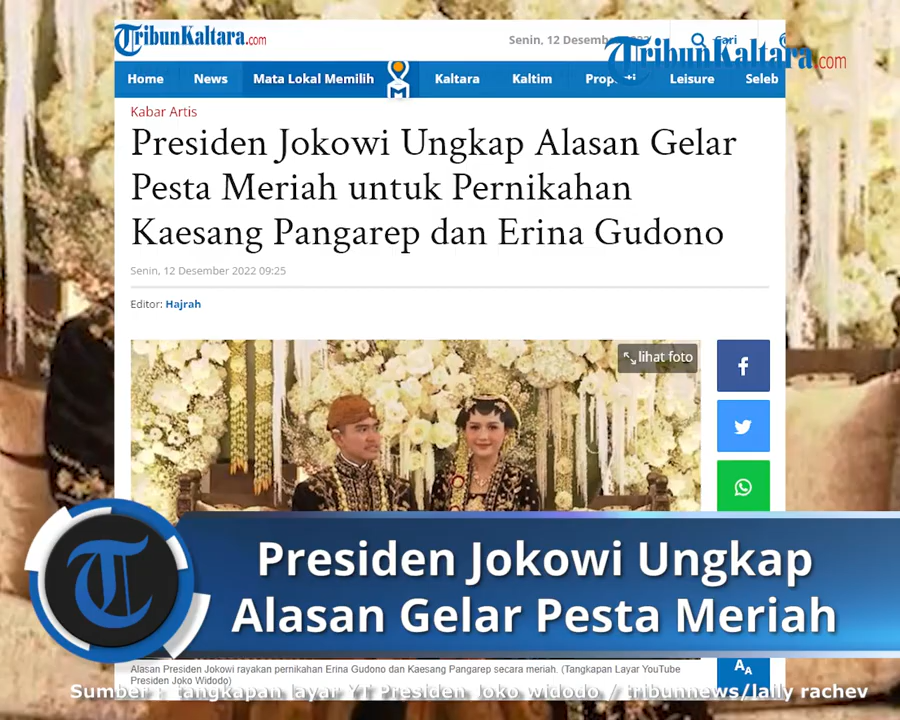 TribunKaltara.com
Senin, 12 Desember
Cari
TribunKaltara.com
Home News Mata Lokal Memilih Kaltara Kaltim Leisure Seleb
Kabar Artis
Presiden Jokowi Ungkap Alasan Gelar
Pesta Meriah untuk Pernikahan
Kaesang Pangarep dan Erina Gudono
Senin, 12 Desember 2022 09:25
Editor: Hajrah
lihat foto
Presiden Jokowi Ungkap
Alasan Gelar Pesta Meriah
Alasan Presiden Jokowi rayakan pernikahan Erina Gudono dan Kaesang Pangarep secara meriah. (Tangkapan Layar YouTube
Presiden Joko Widodo)
AA
Sumber : tangkapan layar YT Presiden Joko widodo / tribunnews/Jaily rachev